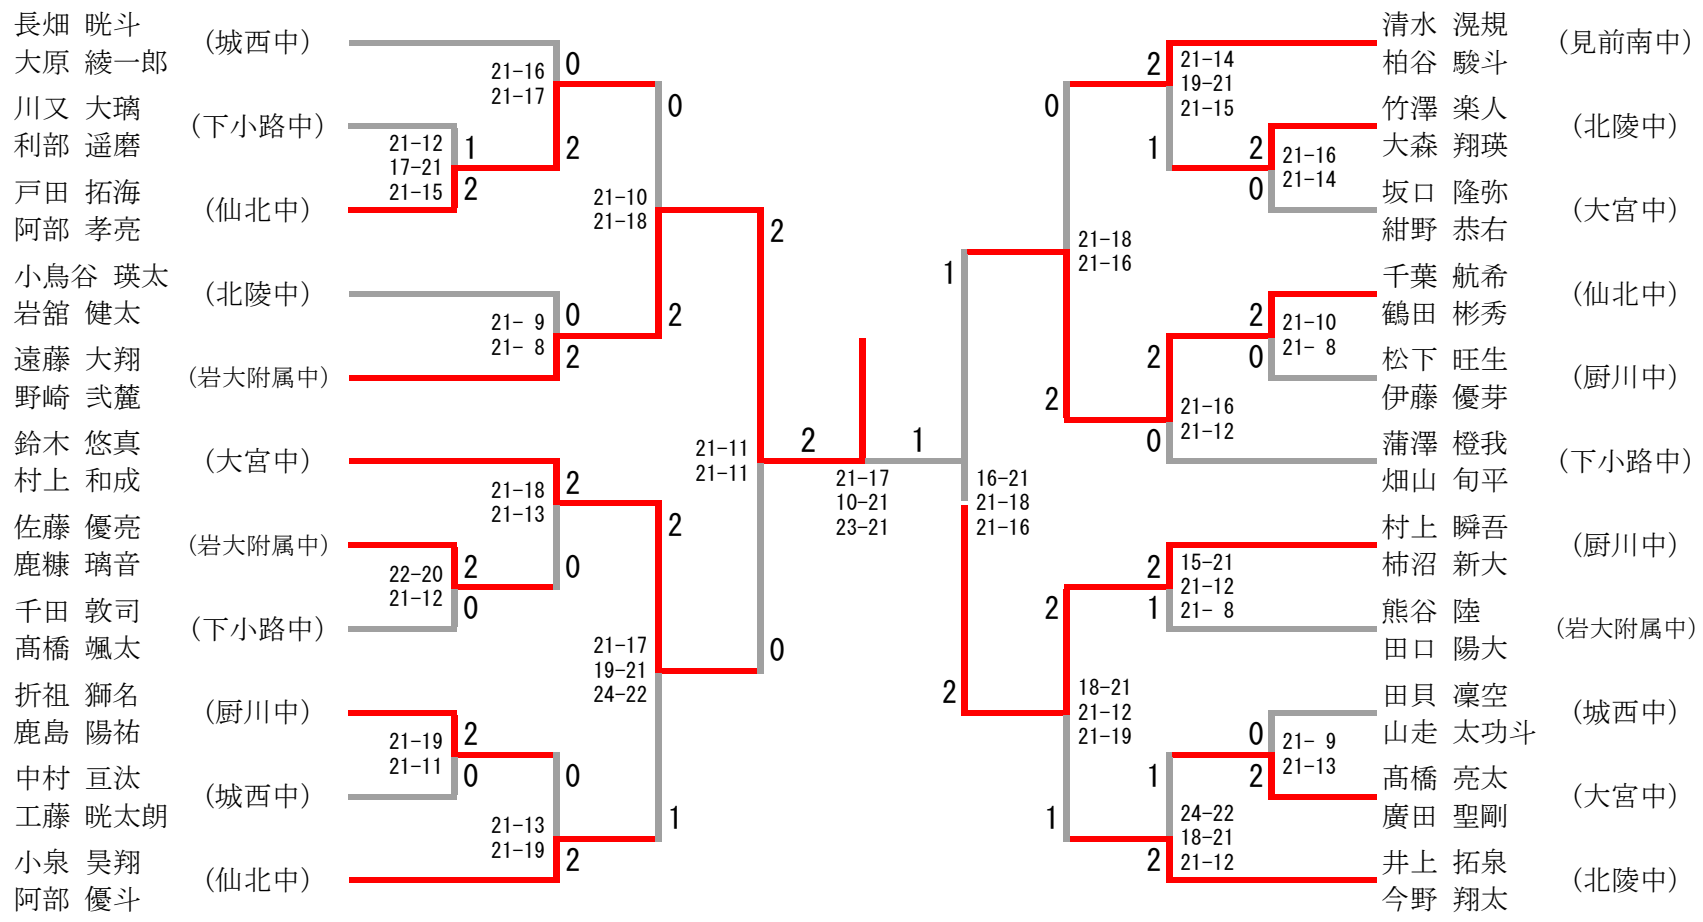 長畑 晄斗
大原 綾一郎
(城西中)
川又 大璃
利部 遥磨
(下小路中)
戸田 拓海
阿部 孝亮
(仙北中)
小鳥谷 瑛太
岩舘 健太
(北陵中)
遠藤 大翔
野崎 弐麓
(岩大附属中)
鈴木 悠真
村上 和成
(大宮中)
佐藤 優亮
鹿糠 璃音
(岩大附属中)
千田 敦司
髙橋 颯太
(下小路中)
折祖 獅名
鹿島 陽祐
(厨川中)
中村 亘汰
工藤 晄太朗
(城西中)
小泉 昊翔
阿部 優斗
(仙北中)
21-16
21-17
0
2
21-12
17-21
21-15
1
2
21-10
21-18
0
2
21- 9
21- 8
0
2
21-18
21-13
2
0
22-20
21-12
2
0
21-17
19-21
24-22
2
1
21-19
21-11
2
0
21-13
21-19
0
2
21-11
21-11
2
0
2
1
21-17
10-21
23-21
16-21
21-18
21-16
1
2
21-18
21-16
0
2
21-14
19-21
21-15
2
1
21-16
21-14
2
0
21-10
21- 8
2
0
21-16
21-12
2
0
15-21
21-12
21- 8
2
1
18-21
21-12
21-19
2
1
21- 9
21-13
0
2
24-22
18-21
21-12
1
2
清水 滉規
柏谷 駿斗
(見前南中)
竹澤 楽人
大森 翔瑛
(北陵中)
坂口 隆弥
紺野 恭右
(大宮中)
千葉 航希
鶴田 彬秀
(仙北中)
松下 旺生
伊藤 優芽
(厨川中)
蒲澤 橙我
畑山 旬平
(下小路中)
村上 瞬吾
柿沼 新大
(厨川中)
熊谷 陸
田口 陽大
(岩大附属中)
田貝 凜空
山走 太功斗
(城西中)
髙橋 亮太
廣田 聖剛
(大宮中)
井上 拓泉
今野 翔太
(北陵中)